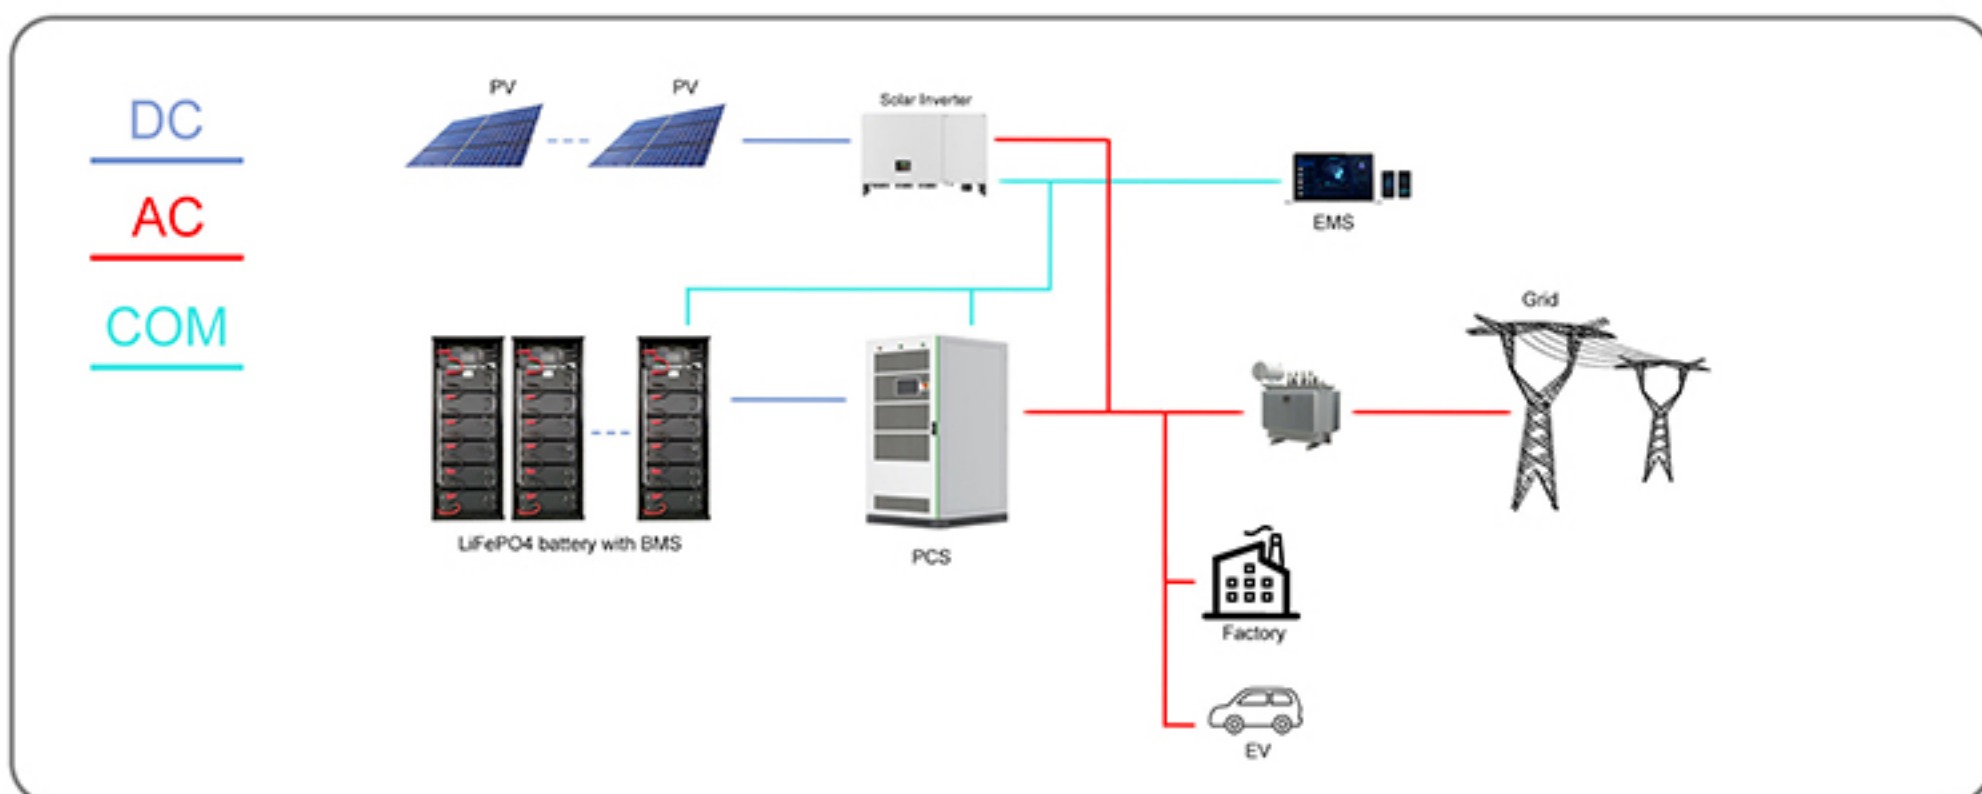 DC
AC
COM
PV
PV
Solar Inverter
EMS
Grid
LiFePO4 battery with BMS
PCS
Factory
EV